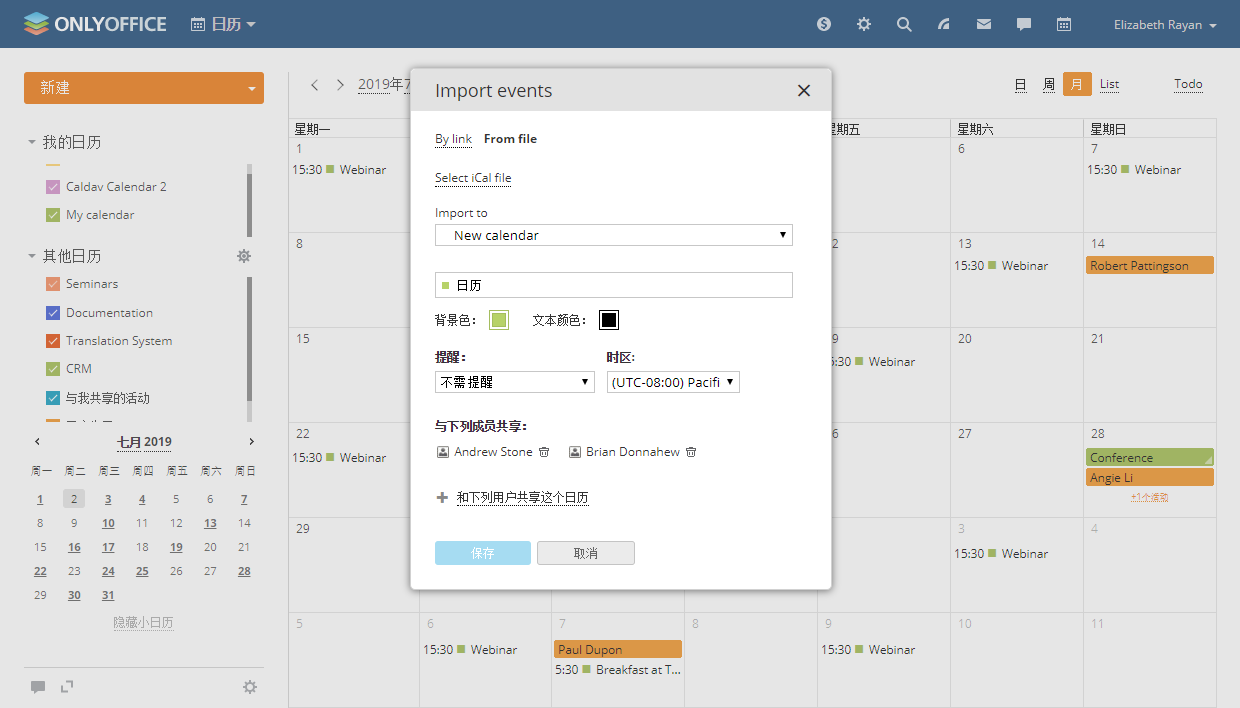 ONLYOFFICE 日历 Elizabeth Rayan
新建
我的日历
Caldav Calendar 2
My calendar
其他日历
Seminars
Documentation
Translation System
CRM
与我共享的活动
七月 2019
周一 周二 周三 周四 周五 周六 周日
1 2 3 4 5 6 7
8 9 10 11 12 13 14
15 16 17 18 19 20 21
22 23 24 25 26 27 28
29 30 31
隐藏小日历
2019年7 日 周 月 List Todo
星期一 星期五 星期六 星期日
1 6 7
15:30 Webinar 15:30 Webinar
8 2 13 14
15:30 Webinar Robert Pattingson
15 9 20 21
5:30 Webinar
22 6 27 28
15:30 Webinar Conference
Angie Li
+1个活动
29 3 4
15:30 Webinar
5 6 7 8 9 10 11
15:30 Webinar Paul Dupon 15:30 Webinar
5:30 Breakfast at T...
Import events
By link From file
Select iCal file
Import to
New calendar
日历
背景色: 文本颜色:
提醒: 时区:
不需提醒 (UTC-08:00) Pacifi
与下列成员共享:
Andrew Stone Brian Donnahew
和下列用户共享这个日历
保存 取消